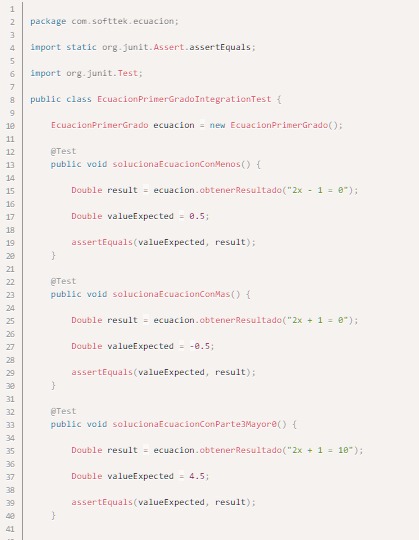 1
2 package com.softtek.ecuacion;
3
4 import static org.junit.Assert.assertEquals;
5
6 import org.junit.Test;
7
8 public class EcuacionPrimerGradoIntegrationTest {
9
10 EcuacionPrimerGrado ecuacion = new EcuacionPrimerGrado();
11
12 @Test
13 public void solucionaEcuacionConMenos() {
14
15 Double result = ecuacion.obtenerResultado("2x - 1 = 0");
16
17 Double valueExpected = 0.5;
18
19 assertEquals(valueExpected, result);
20 }
21
22 @Test
23 public void solucionaEcuacionConMas() {
24
25 Double result = ecuacion.obtenerResultado("2x + 1 = 0");
26
27 Double valueExpected = -0.5;
28
29 assertEquals(valueExpected, result);
30 }
31
32 @Test
33 public void solucionaEcuacionConParte3Mayor0() {
34
35 Double result = ecuacion.obtenerResultado("2x + 1 = 10");
36
37 Double valueExpected = 4.5;
38
39 assertEquals(valueExpected, result);
40 }
41